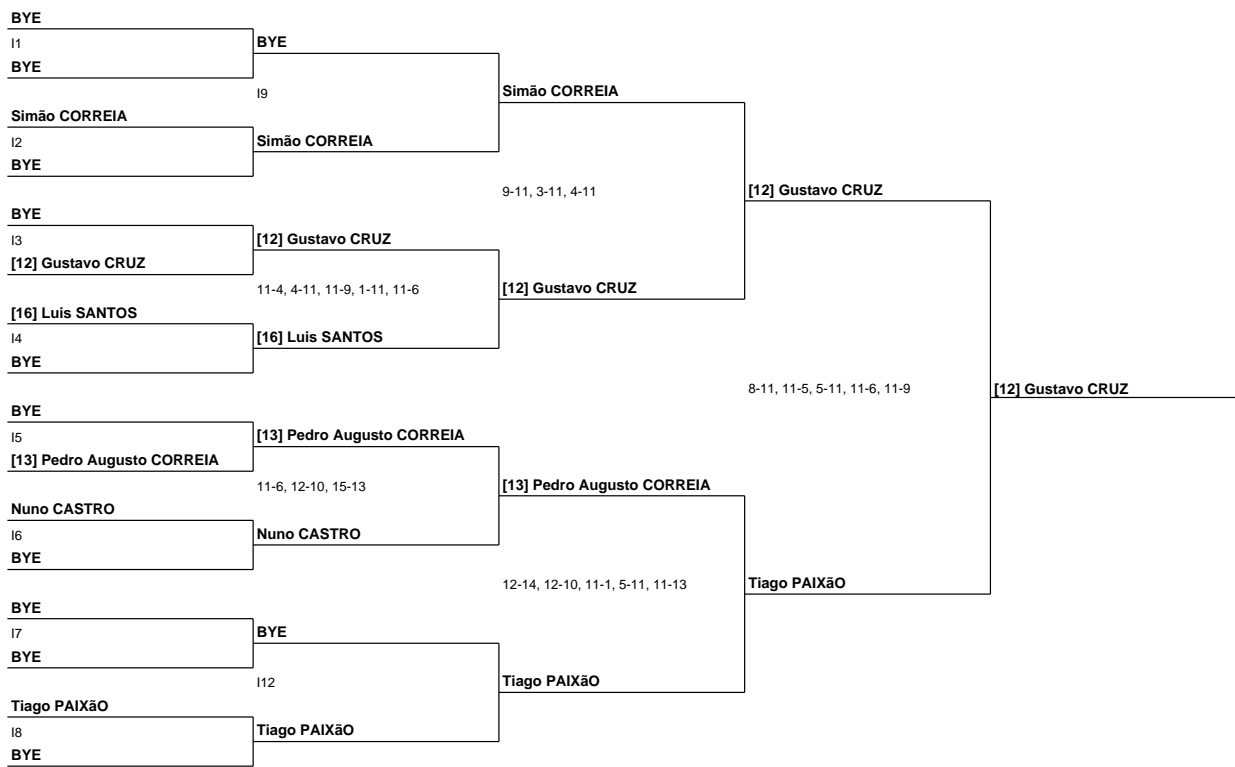 BYE
I1
BYE
BYE
I9
Simão CORREIA
I2
BYE
Simão CORREIA
Simão CORREIA
9-11, 3-11, 4-11
BYE
I3
[12] Gustavo CRUZ
[12] Gustavo CRUZ
11-4, 4-11, 11-9, 1-11, 11-6
[16] Luis SANTOS
I4
BYE
[16] Luis SANTOS
[12] Gustavo CRUZ
[12] Gustavo CRUZ
8-11, 11-5, 5-11, 11-6, 11-9
[12] Gustavo CRUZ
BYE
I5
[13] Pedro Augusto CORREIA
[13] Pedro Augusto CORREIA
11-6, 12-10, 15-13
Nuno CASTRO
I6
BYE
Nuno CASTRO
[13] Pedro Augusto CORREIA
12-14, 12-10, 11-1, 5-11, 11-13
Tiago PAIXãO
BYE
I7
BYE
BYE
I12
Tiago PAIXãO
I8
BYE
Tiago PAIXãO
Tiago PAIXãO